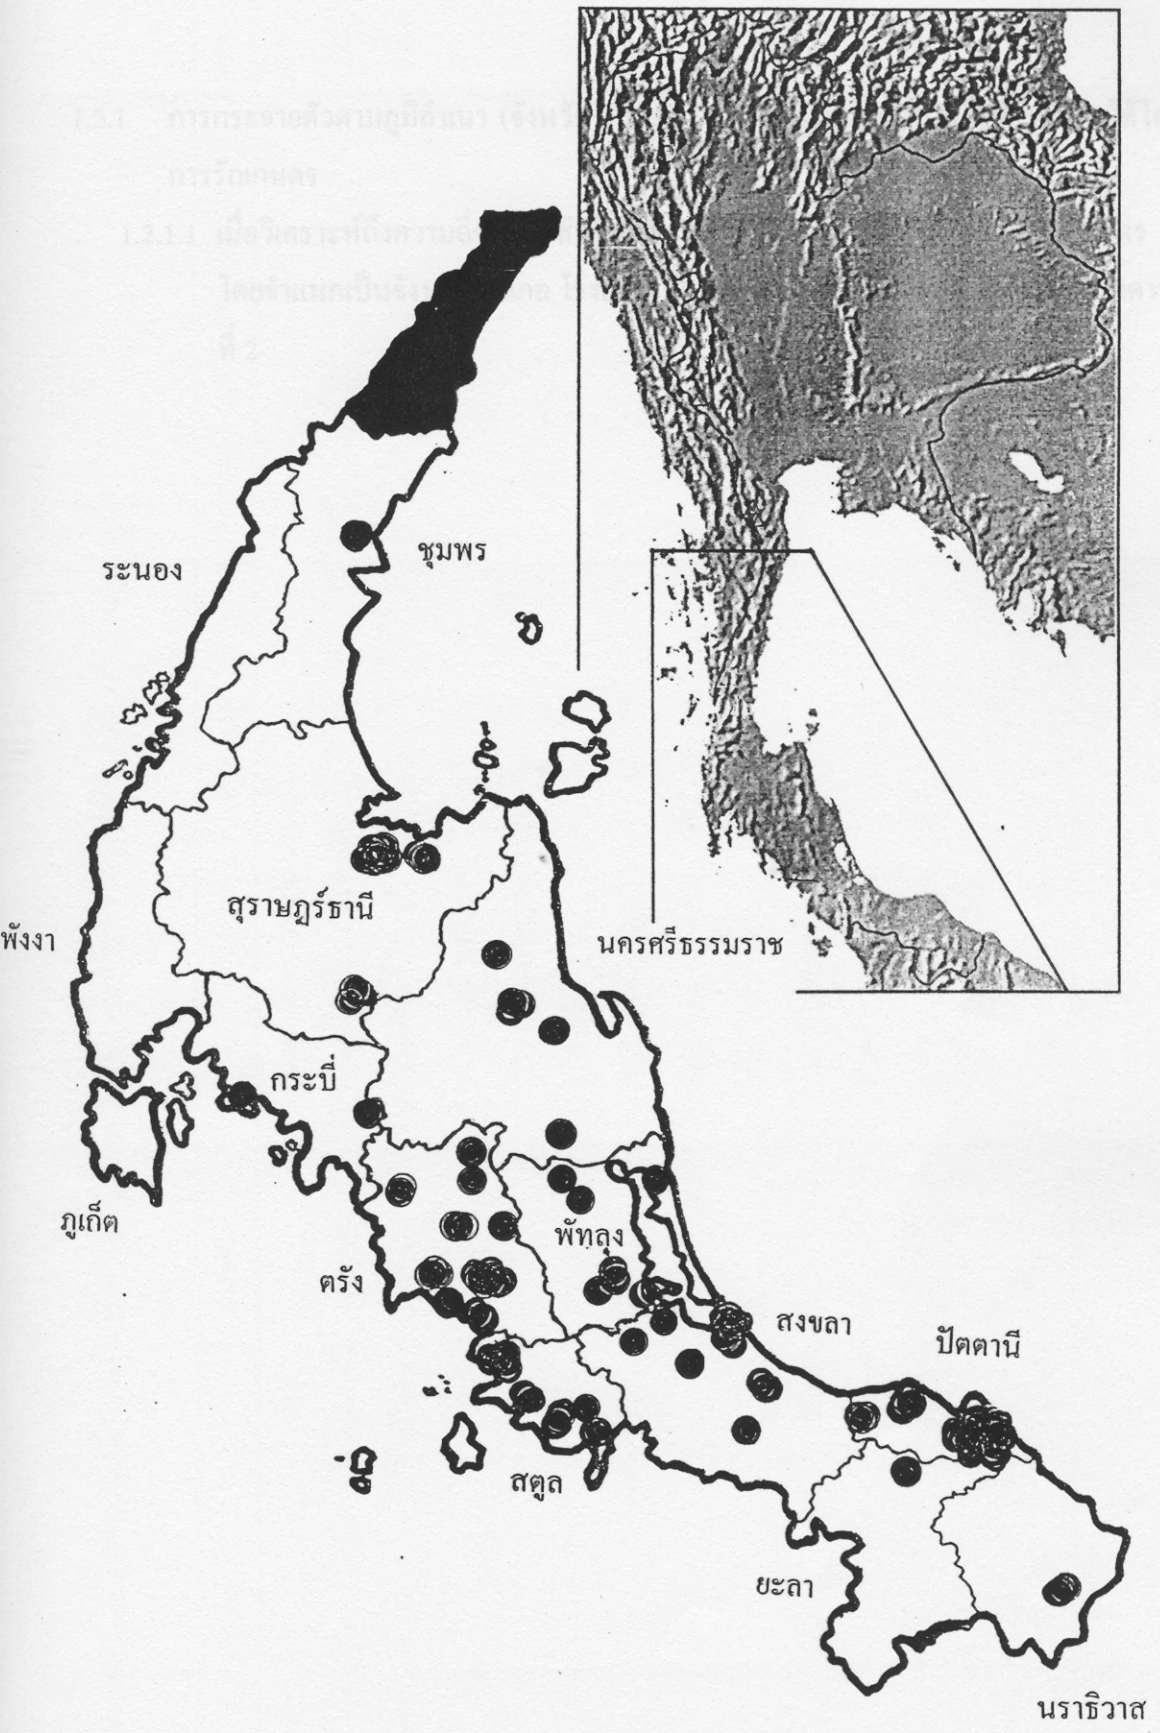 ระนอง
ชุมพร
สุราษฎร์ธานี
พังงา
นครศรีธรรมราช
กระบี่
ภูเก็ต
พัทลุง
ตรัง
สงขลา
ปัตตานี
สตูล
ยะลา
นราธิวาส